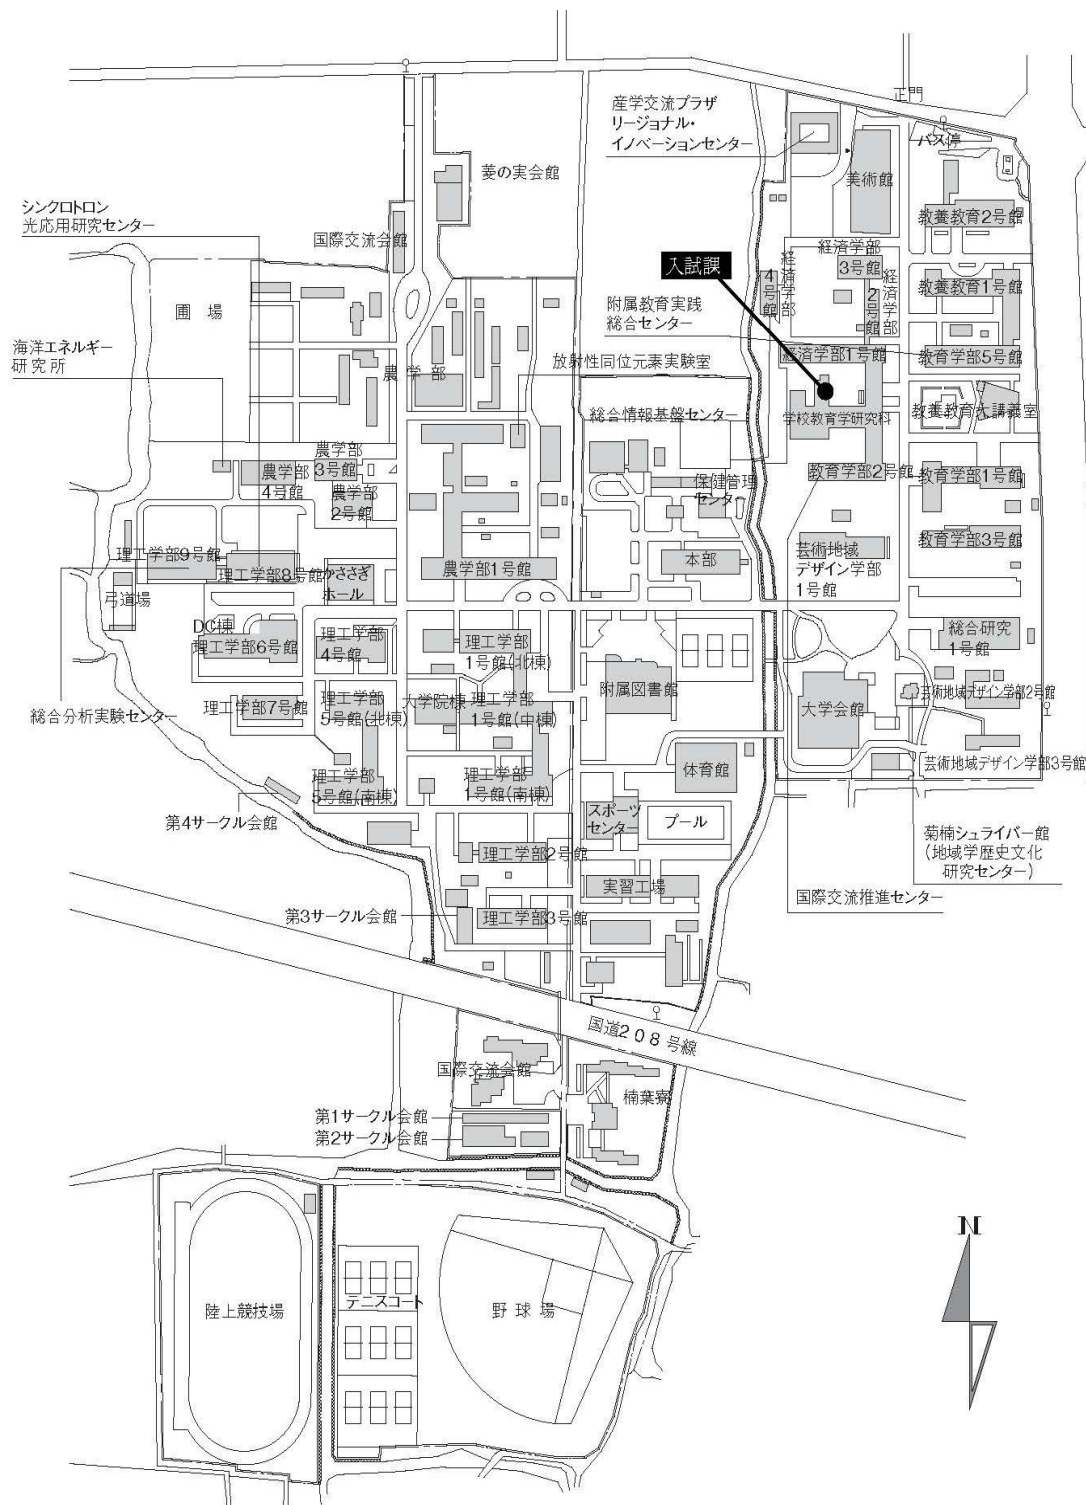 正門
産学交流プラザ
リージョナル・
イノベーションセンター
バス停
美術館
菱の実会館
シンクロトロン
光応用研究センター
国際交流会館
教養教育2号館
入試課
経済学部
3号館
経済学部
4号館
経済学部
2号館
教養教育1号館
圃場
附属教育実践
総合センター
海洋エネルギー
研究所
農学部
放射性同位元素実験室
経済学部1号館
教育学部5号館
総合情報基盤センター
学校教育学研究科
教養教育大講義室
農学部
3号館
農学部
4号館
農学部
2号館
保健管理
センター
教育学部2号館
教育学部1号館
理工学部9号館
理工学部8号館
かささぎ
ホール
農学部1号館
本部
芸術地域
デザイン学部
1号館
教育学部3号館
弓道場
DC棟
理工学部6号館
理工学部
4号館
理工学部
1号館(北棟)
総合研究
1号館
総合分析実験センター
理工学部7号館
理工学部
5号館(北棟)
大学院棟
理工学部
1号館(中棟)
附属図書館
大学会館
芸術地域デザイン学部2号館
理工学部
5号館(南棟)
理工学部
1号館(南棟)
体育館
芸術地域デザイン学部3号館
第4サークル会館
スポーツ
センター
プール
菊楠シュライバー館
(地域学歴史文化
研究センター)
理工学部2号館
実習工場
国際交流推進センター
第3サークル会館
理工学部3号館
国道208号線
国際交流会館
楠葉寮
第1サークル会館
第2サークル会館
N
陸上競技場
テニスコート
野球場